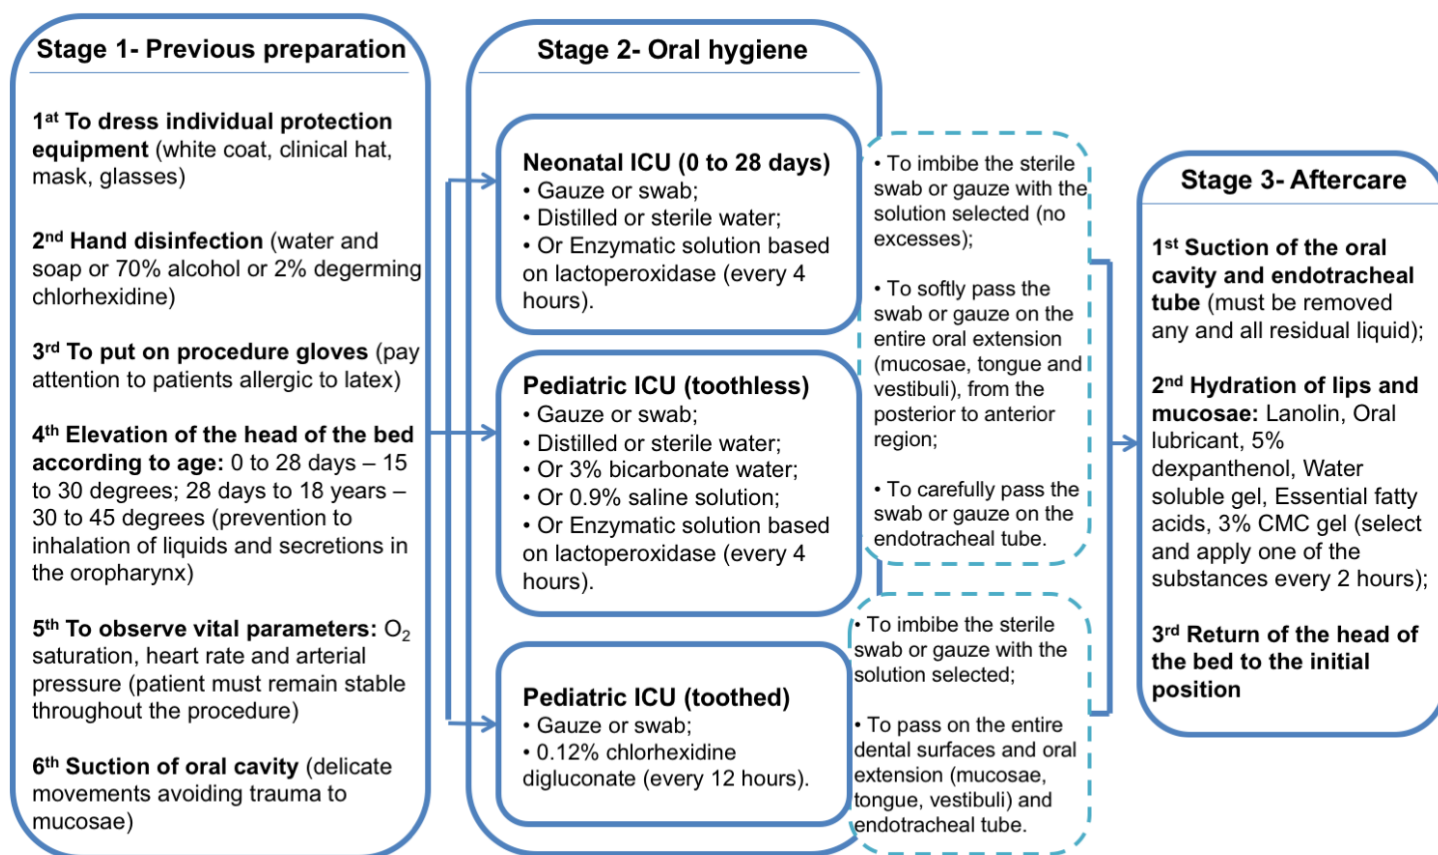 Stage 1- Previous preparation
1at To dress individual protection
equipment (white coat, clinical hat,
mask, glasses)
2nd Hand disinfection (water and
soap or 70% alcohol or 2% degerming
chlorhexidine)
3rd To put on procedure gloves (pay
attention to patients allergic to latex)
4th Elevation of the head of the bed
according to age: 0 to 28 days – 15
to 30 degrees; 28 days to 18 years –
30 to 45 degrees (prevention to
inhalation of liquids and secretions in
the oropharynx)
5th To observe vital parameters: O2
saturation, heart rate and arterial
pressure (patient must remain stable
throughout the procedure)
6th Suction of oral cavity (delicate
movements avoiding trauma to
mucosae)
Stage 2- Oral hygiene
Neonatal ICU (0 to 28 days)
• Gauze or swab;
• Distilled or sterile water;
• Or Enzymatic solution based
on lactoperoxidase (every 4
hours).
Pediatric ICU (toothless)
• Gauze or swab;
• Distilled or sterile water;
• Or 3% bicarbonate water;
• Or 0.9% saline solution;
• Or Enzymatic solution based
on lactoperoxidase (every 4
hours).
Pediatric ICU (toothed)
• Gauze or swab;
• 0.12% chlorhexidine
digluconate (every 12 hours).
• To imbibe the sterile
swab or gauze with the
solution selected (no
excesses);
• To softly pass the
swab or gauze on the
entire oral extension
(mucosae, tongue and
vestibuli), from the
posterior to anterior
region;
• To carefully pass the
swab or gauze on the
endotracheal tube.
• To imbibe the sterile
swab or gauze with the
solution selected;
• To pass on the entire
dental surfaces and oral
extension (mucosae,
tongue, vestibuli) and
endotracheal tube.
Stage 3- Aftercare
1st Suction of the oral
cavity and endotracheal
tube (must be removed
any and all residual liquid);
2nd Hydration of lips and
mucosae: Lanolin, Oral
lubricant, 5%
dexpanthenol, Water
soluble gel, Essential fatty
acids, 3% CMC gel (select
and apply one of the
substances every 2 hours);
3rd Return of the head of
the bed to the initial
position